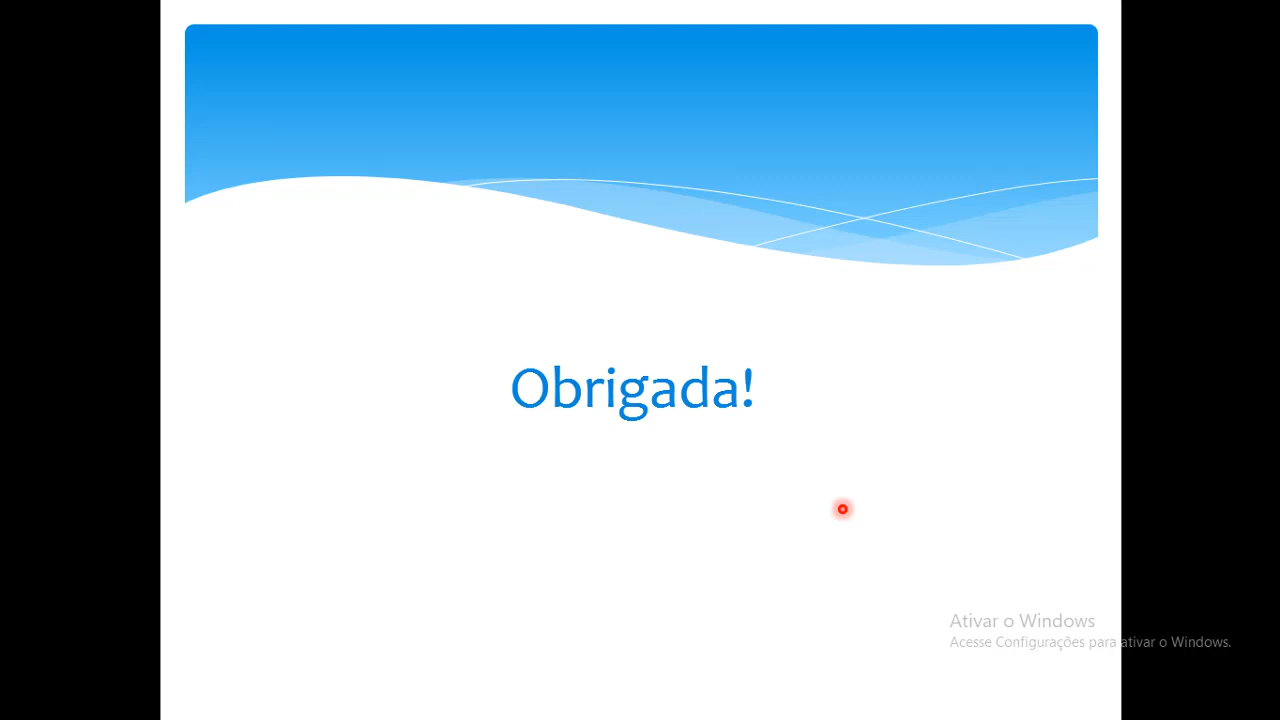 Obrigada!
Ativar o Windows
Acesse Configurações para ativar o Windows.